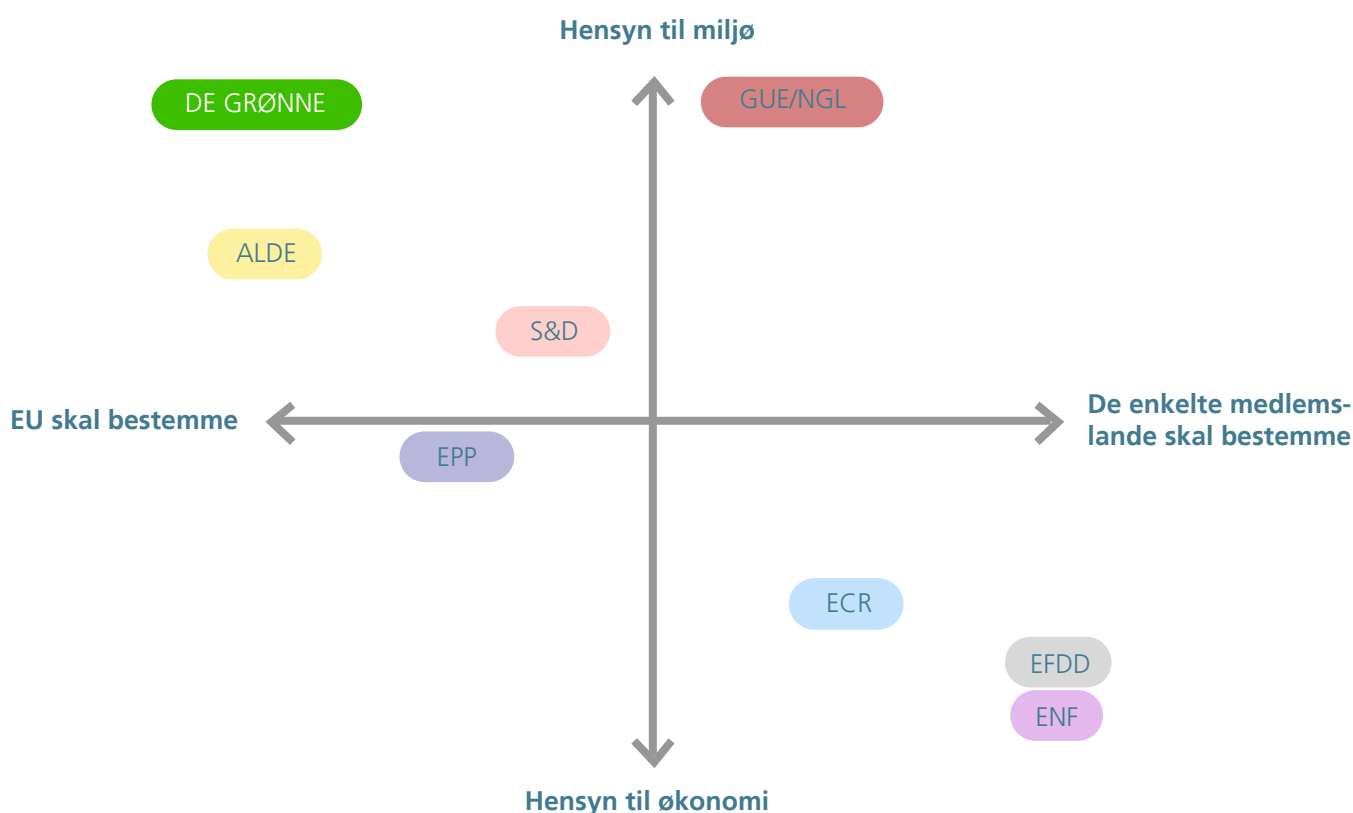 Hensyn til miljø
DE GRØNNE
GUE/NGL
ALDE
S&D
EU skal bestemme
De enkelte medlems-
lande skal bestemme
EPP
ECR
EFDD
ENF
Hensyn til økonomi